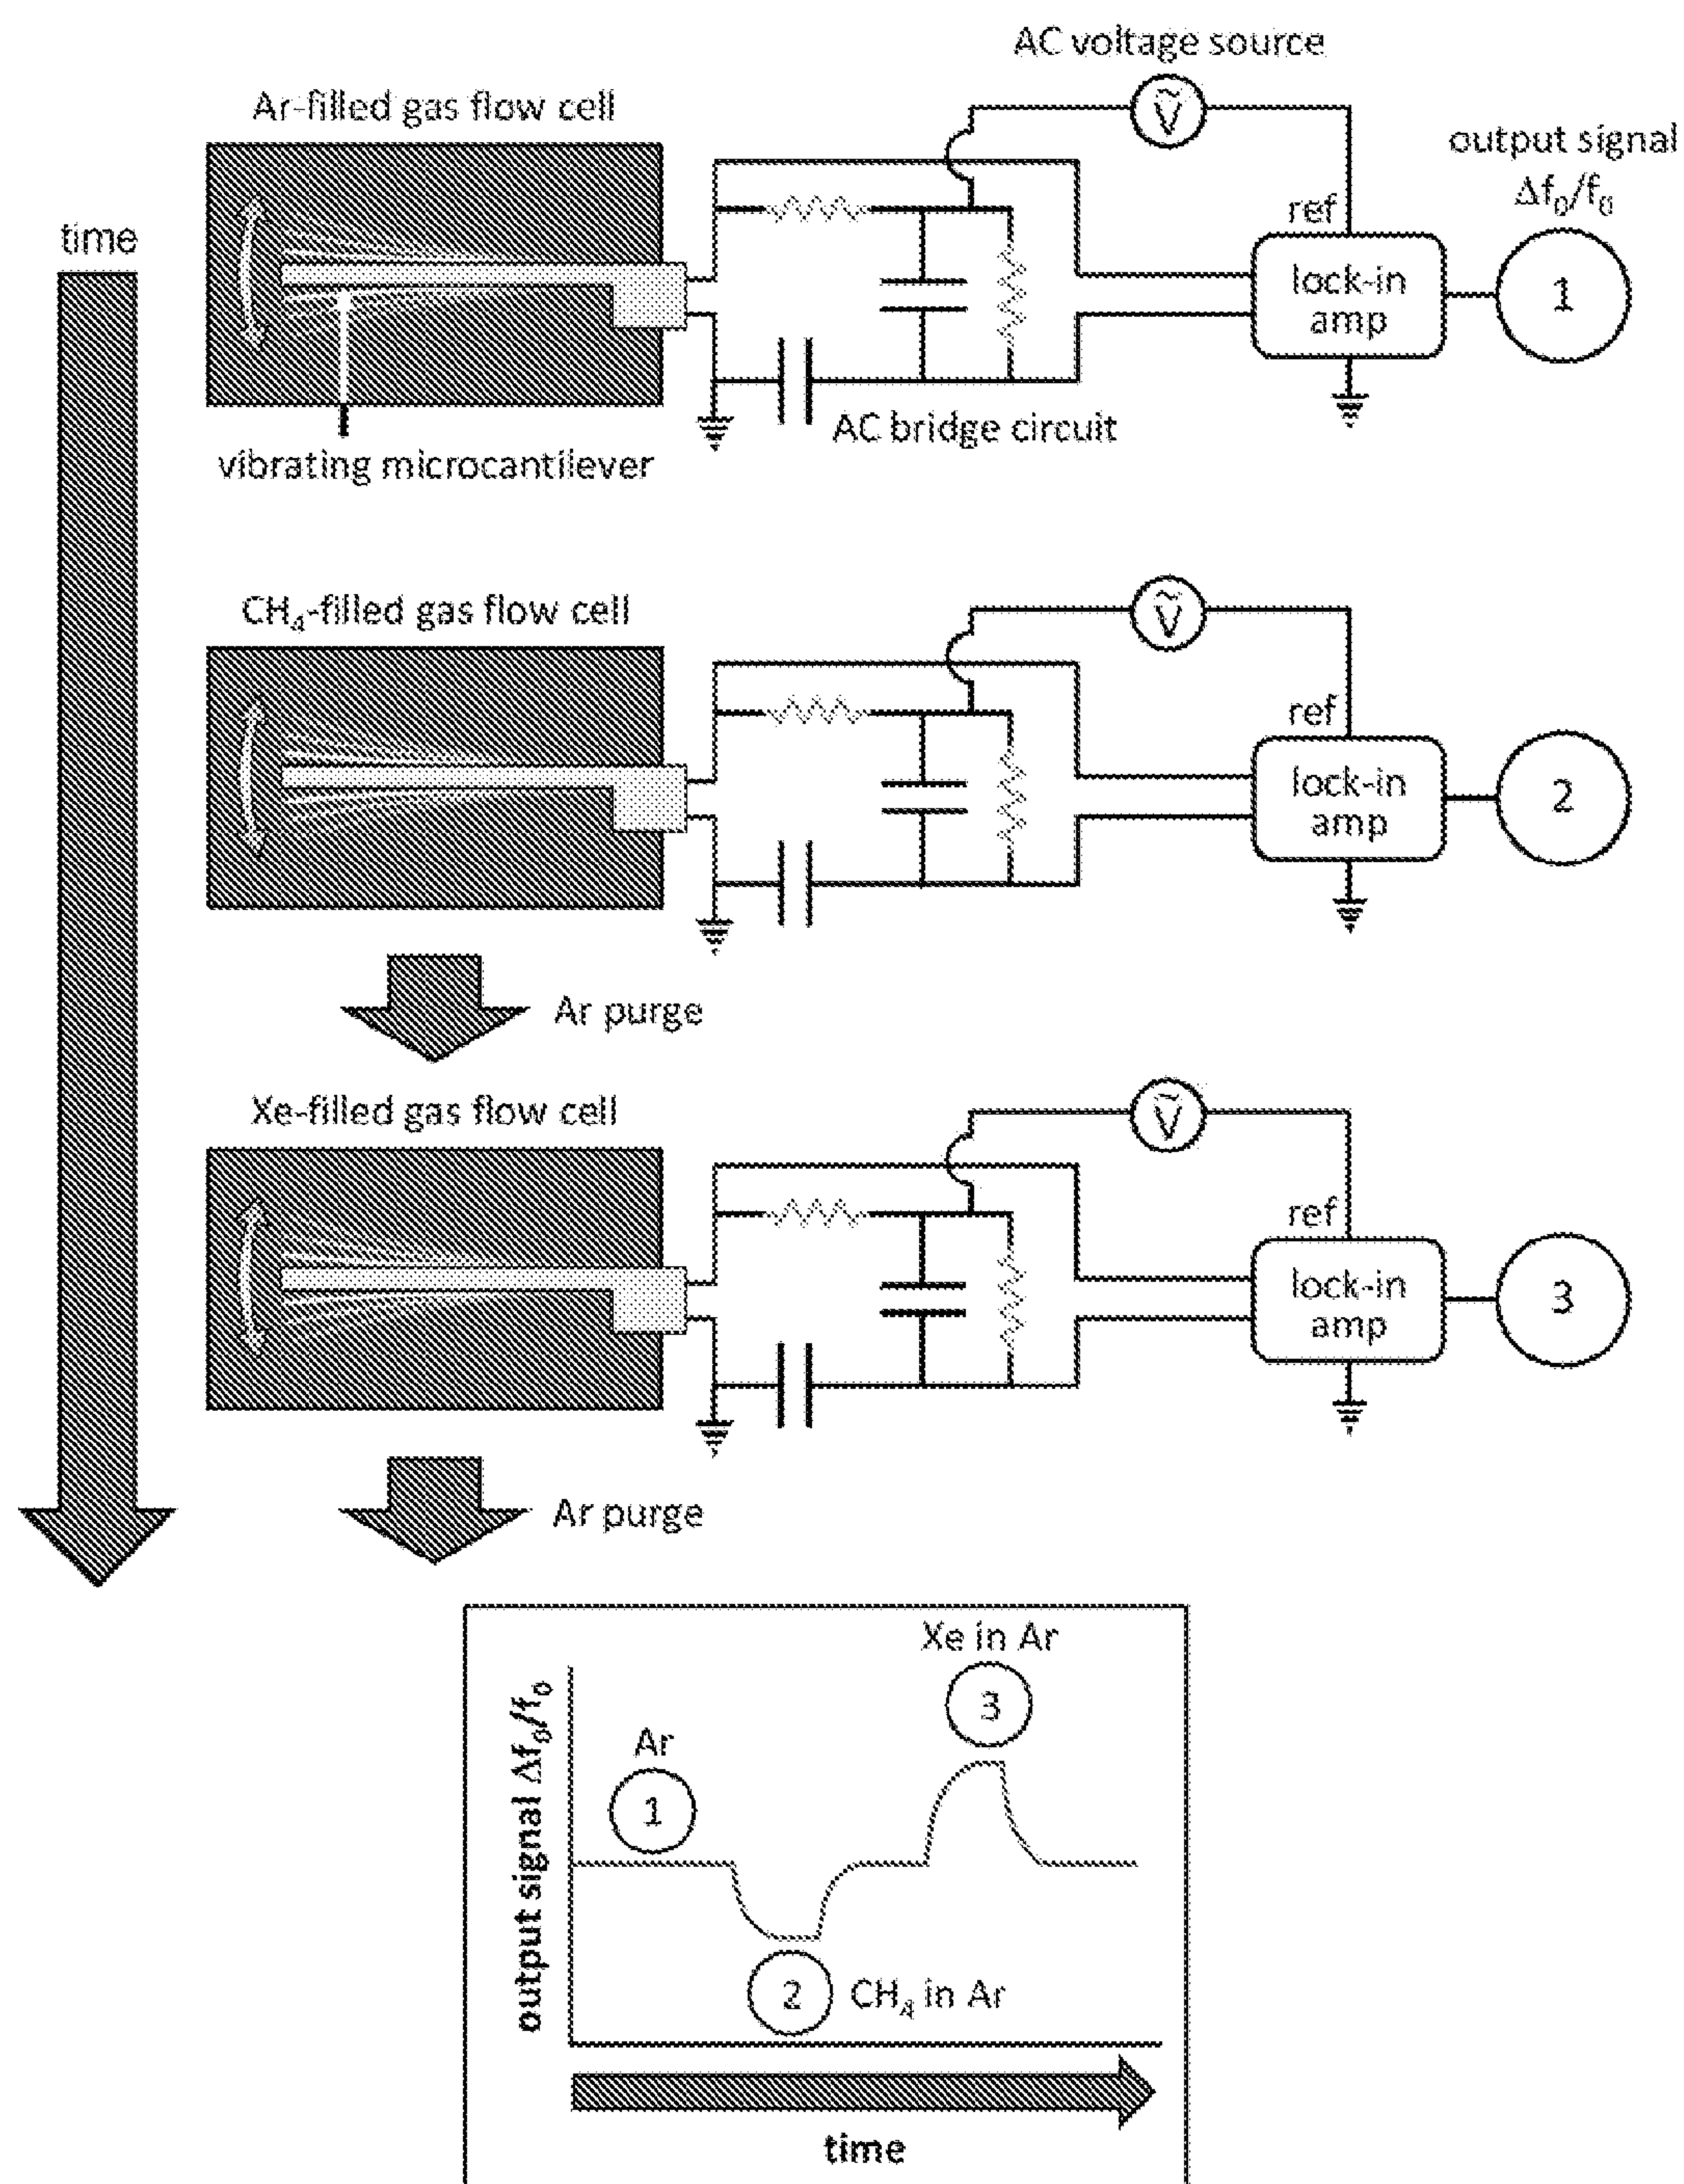 AC voltage source
Ar-filled gas flow cell
Ṽ
output signal
Δf₀/f₀
time
ref
lock-in
amp
1
AC bridge circuit
vibrating microcantilever
CH₄-filled gas flow cell
Ṽ
ref
lock-in
amp
2
Ar purge
Xe-filled gas flow cell
Ṽ
ref
lock-in
amp
3
Ar purge
Xe in Ar
3
Ar
1
output signal Δf₀/f₀
2 CH₄ in Ar
time